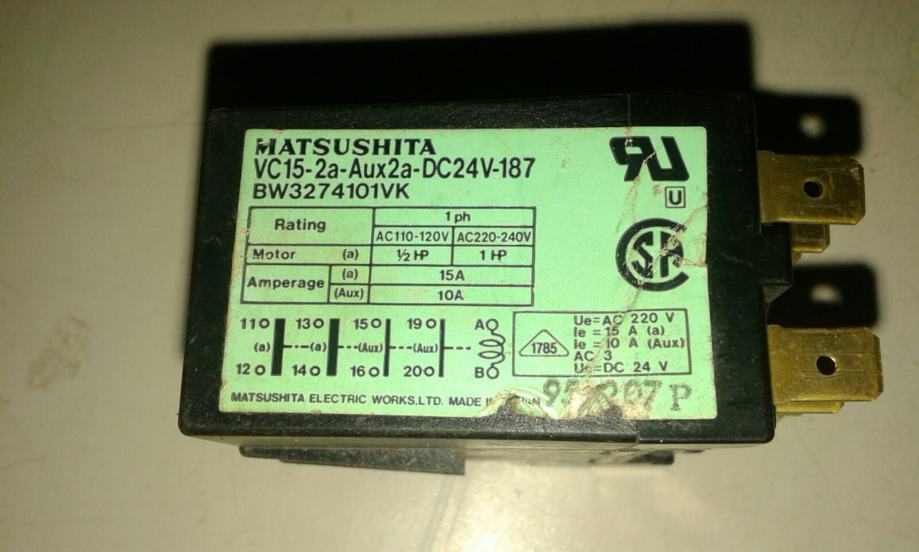 MATSUSHITA
VC15-2a-Aux2a-DC24V-187
BW3274101VK
U
Rating
1 ph
AC110-120V AC220-240V
Motor (a) ½ HP 1 HP
Amperage (a) 15A
(Aux) 10A
11 13 15 19 A
(a) (a) (Aux) (Aux)
12 14 16 20 B
1785
Ue=AC 220 V
Ie = 15 A (a)
Ie = 10 A (Aux)
AC 3
Uc=DC 24 V
MATSUSHITA ELECTRIC WORKS,LTD. MADE
P